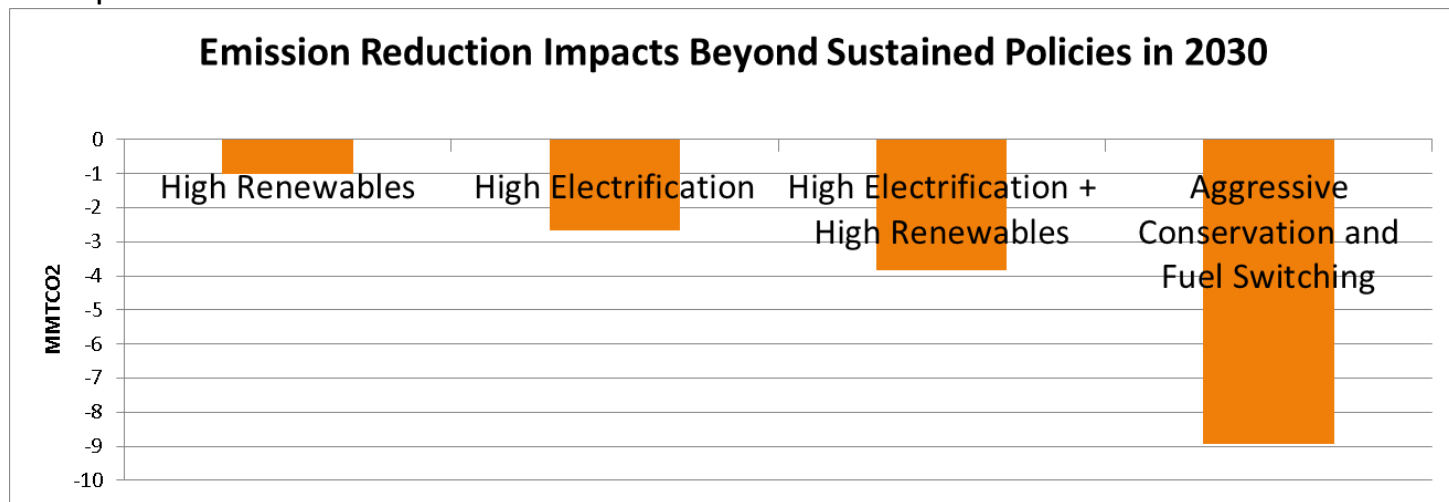 Emission Reduction Impacts Beyond Sustained Policies in 2030
0
-1
High Renewables
High Electrification
High Electrification +
High Renewables
Aggressive
Conservation and
Fuel Switching
-2
-3
-4
-5
-6
-7
-8
-9
-10
MMTCO2